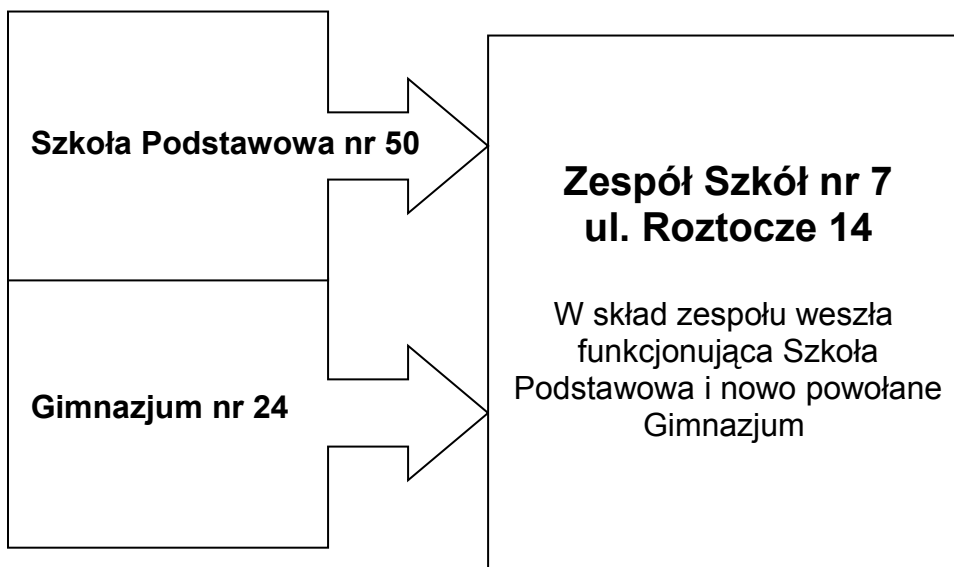 Szkoła Podstawowa nr 50
Gimnazjum nr 24
Zespół Szkół nr 7
ul. Roztocze 14
W skład zespołu weszła
funkcjonująca Szkoła
Podstawowa i nowo powołane
Gimnazjum